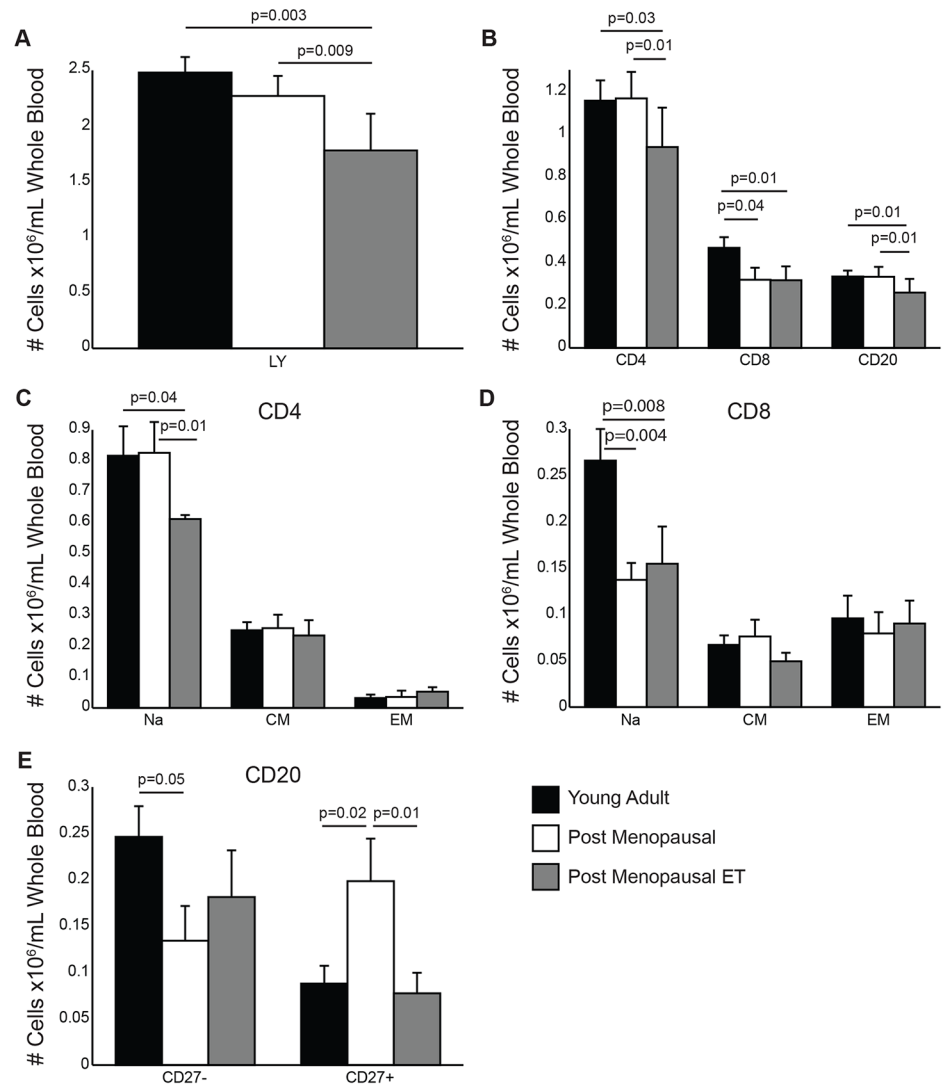 A
p=0.003
p=0.009
# Cells x10⁶/mL Whole Blood
2.5
2
1.5
1
0.5
0
LY
B
p=0.03
p=0.01
p=0.01
p=0.04
p=0.01
p=0.01
# Cells x10⁶/mL Whole Blood
1.2
1
0.8
0.6
0.4
0.2
0
CD4 CD8 CD20
C
CD4
p=0.04
p=0.01
# Cells x10⁶/mL Whole Blood
0.9
0.8
0.7
0.6
0.5
0.4
0.3
0.2
0.1
0
Na CM EM
D
CD8
p=0.008
p=0.004
# Cells x10⁶/mL Whole Blood
0.3
0.25
0.2
0.15
0.1
0.05
0
Na CM EM
E
CD20
p=0.05
p=0.02 p=0.01
# Cells x10⁶/mL Whole Blood
0.3
0.25
0.2
0.15
0.1
0.05
0
CD27- CD27+
Young Adult
Post Menopausal
Post Menopausal ET